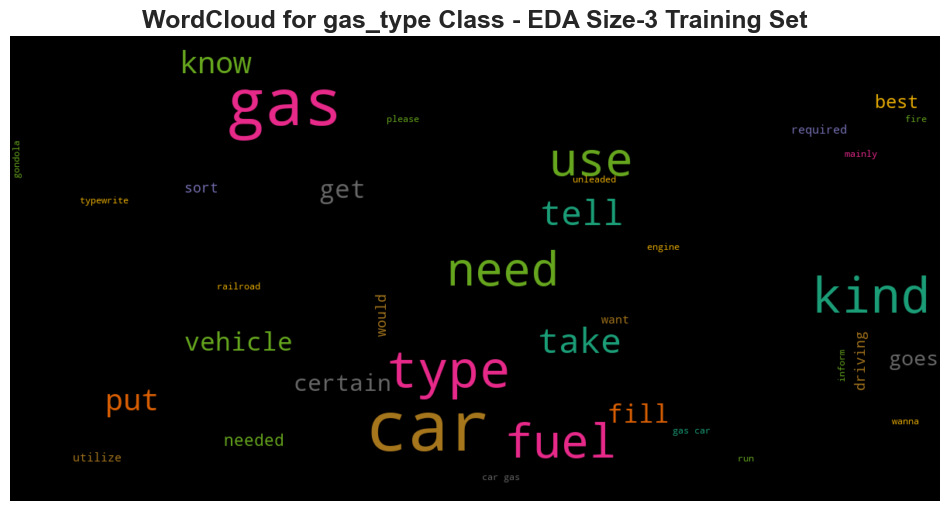 WordCloud for gas_type Class - EDA Size-3 Training Set
know
gas
please
best
fire
required
mainly
gondola
use
unleaded
sort
get
typewrite
tell
engine
need
railroad
kind
would
want
vehicle
take
type
certain
inform
driving
goes
put
car
fill
fuel
gas car
wanna
needed
utilize
run
car gas